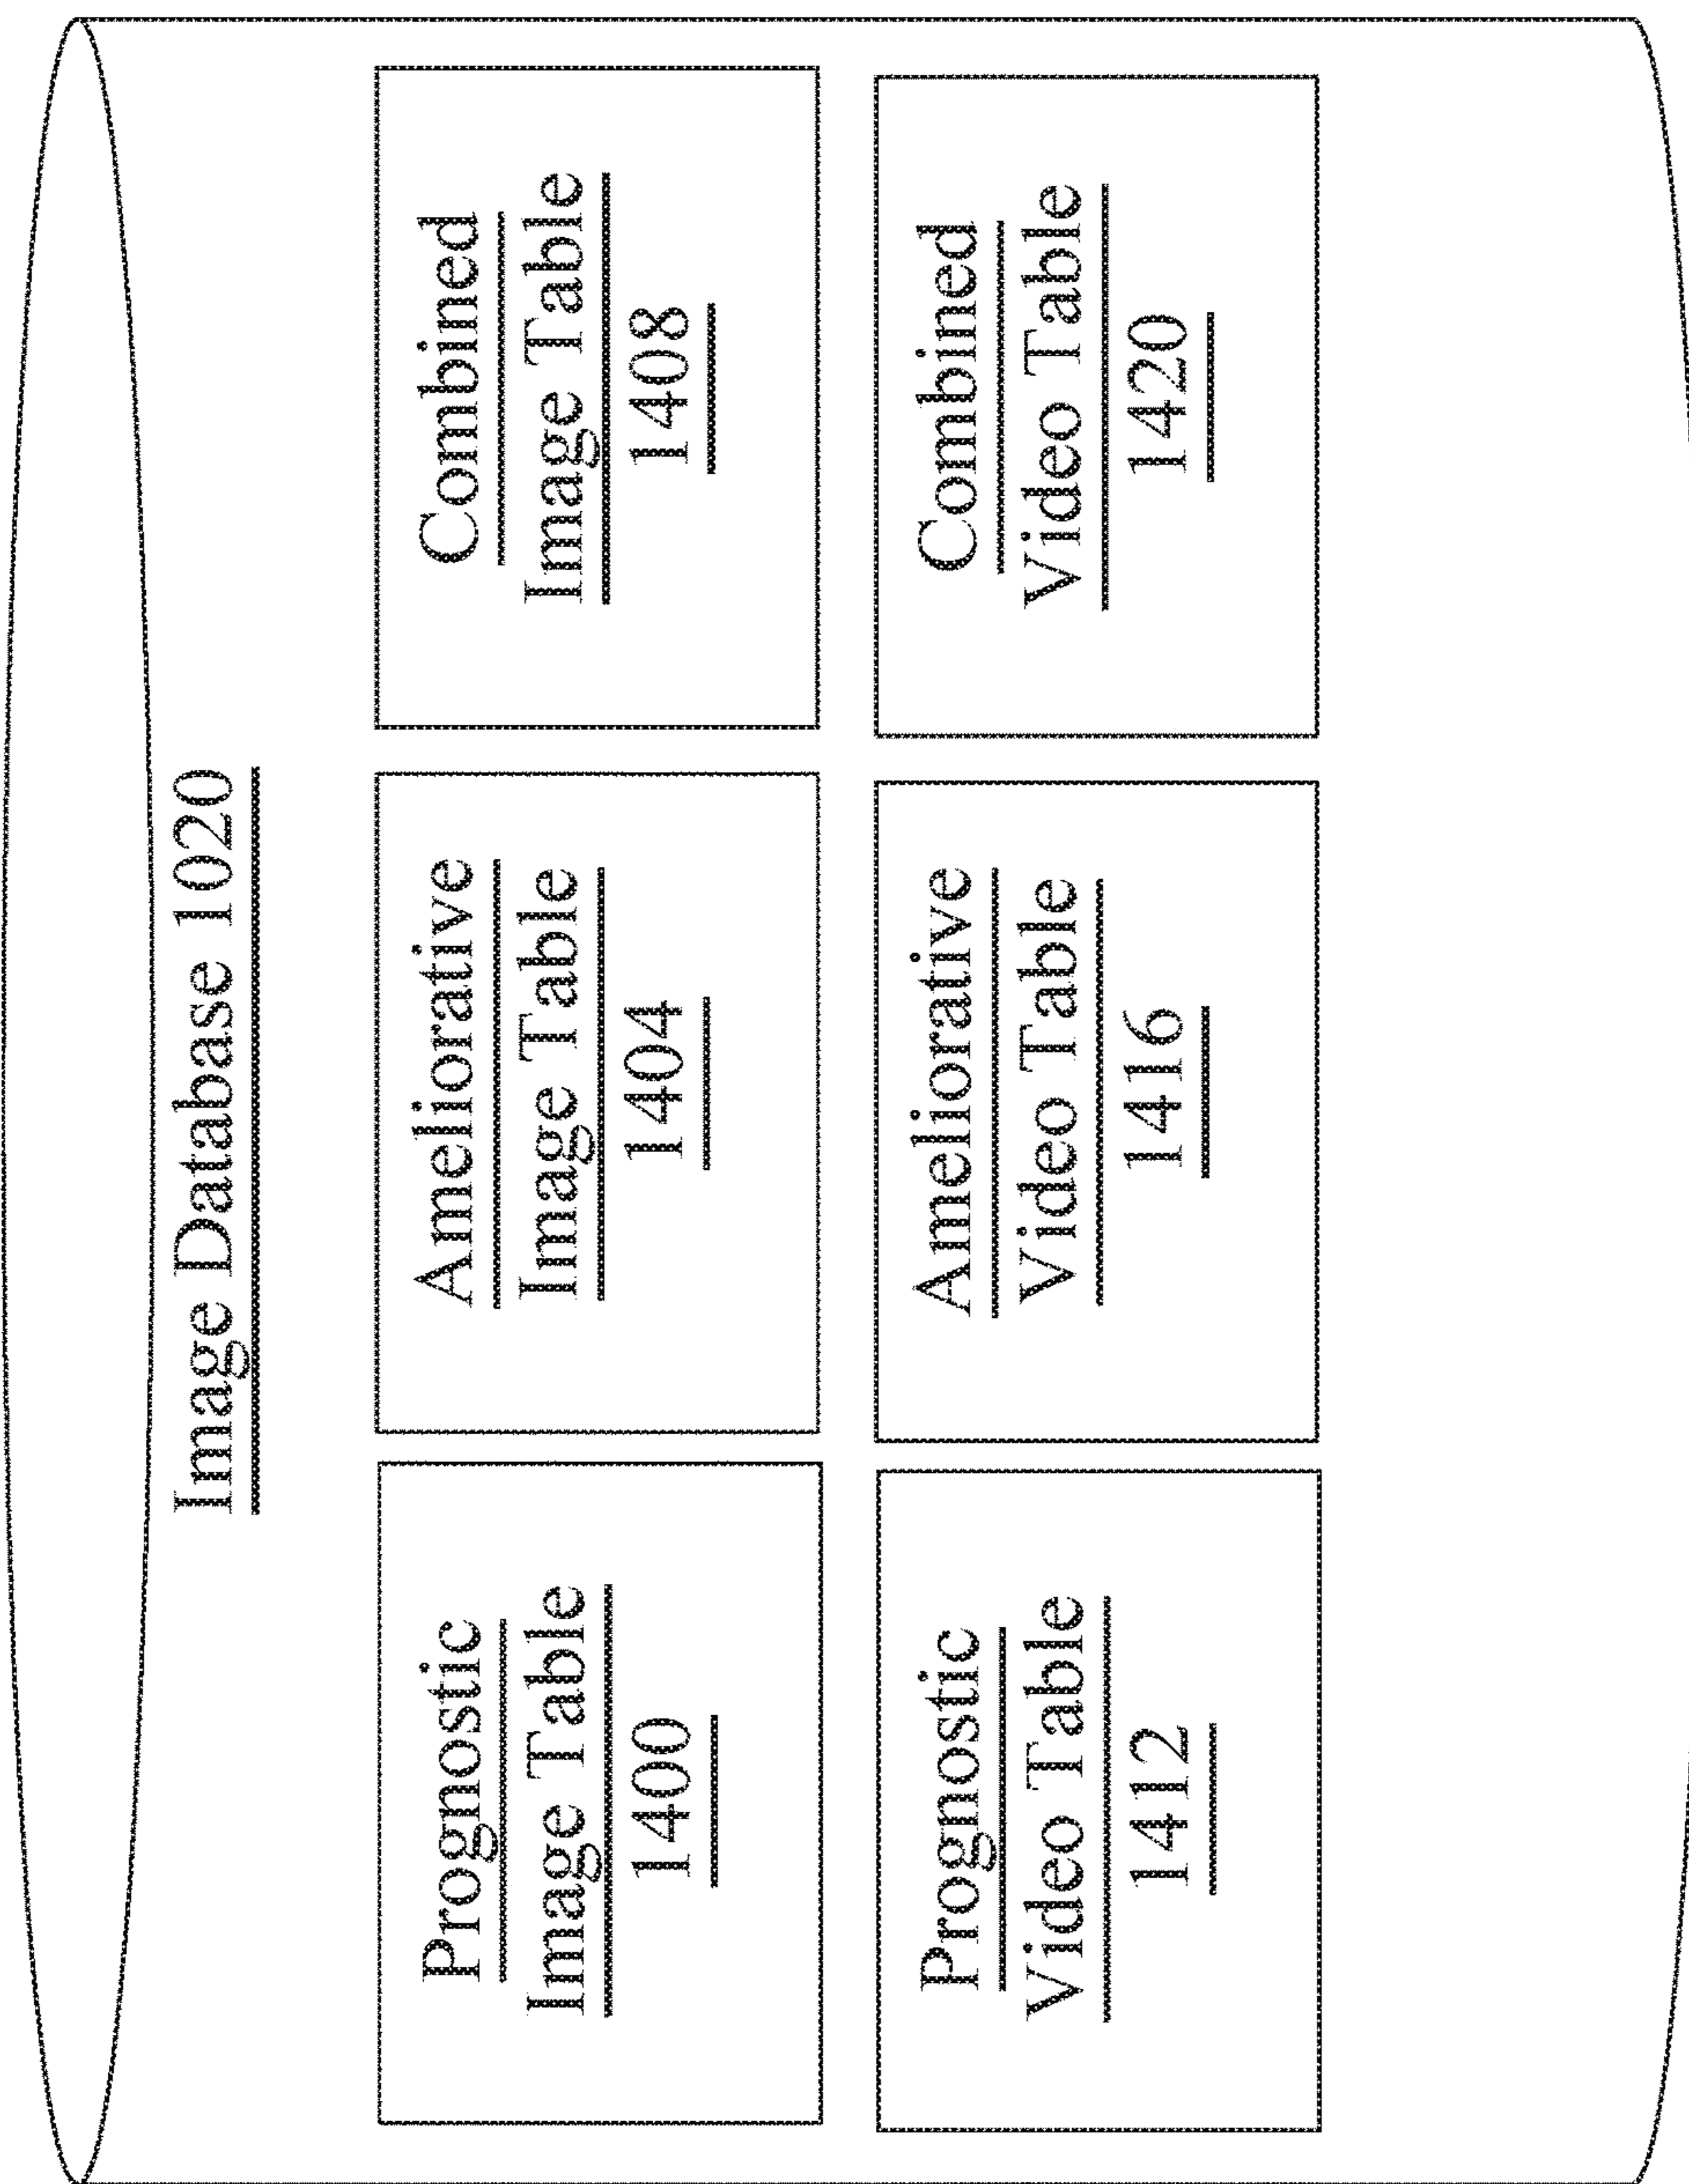 Image Database 1020
Prognostic
Image Table
1400
Ameliorative
Image Table
1404
Combined
Image Table
1408
Prognostic
Video Table
1412
Ameliorative
Video Table
1416
Combined
Video Table
1420